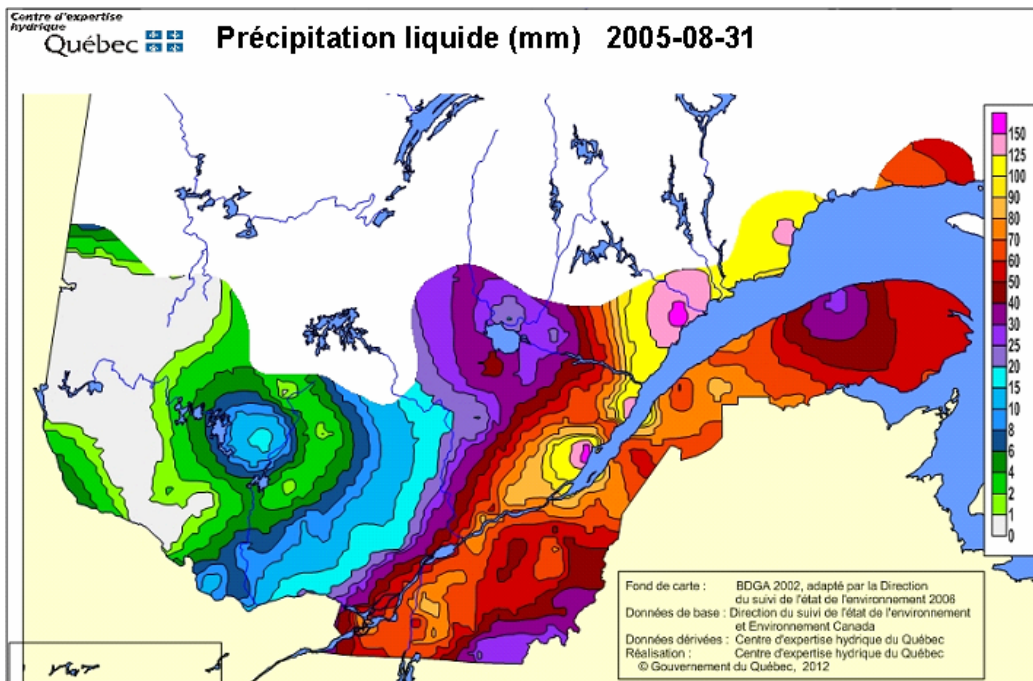 Centre d'expertise
hydrique
Québec
Précipitation liquide (mm) 2005-08-31
150
125
100
90
80
70
60
50
40
30
25
20
15
10
8
6
4
2
1
0
Fond de carte : BDGA 2002, adapté par la Direction
du suivi de l'état de l'environnement 2006
Données de base : Direction du suivi de l'état de l'environnement
et Environnement Canada
Données dérivées : Centre d'expertise hydrique du Québec
Réalisation : Centre d'expertise hydrique du Québec
© Gouvernement du Québec, 2012